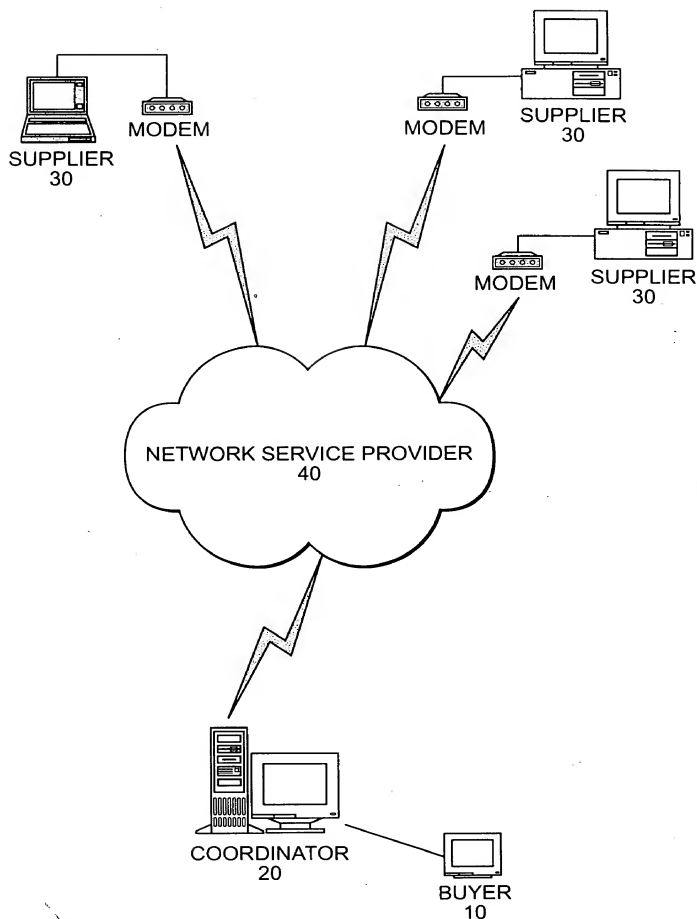 SUPPLIER
30
MODEM
MODEM
SUPPLIER
30
MODEM
SUPPLIER
30
NETWORK SERVICE PROVIDER
40
COORDINATOR
20
BUYER
10